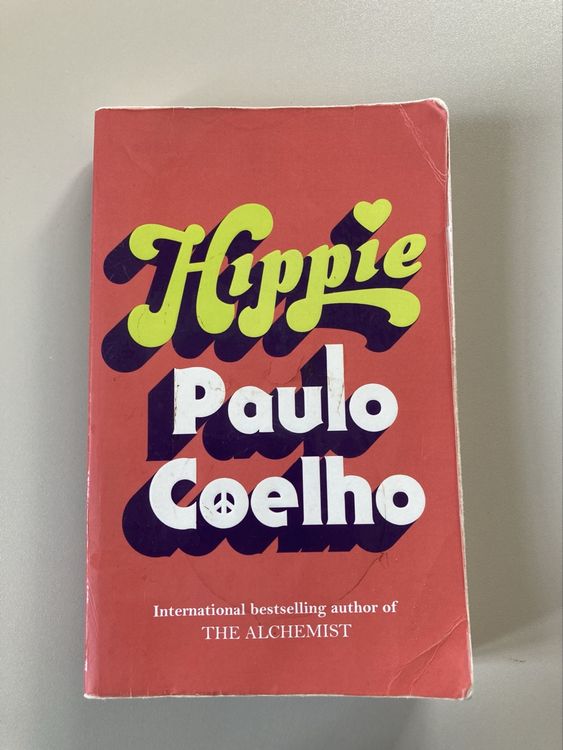 Hippie
Paulo
Coelho
International bestselling author of
THE ALCHEMIST